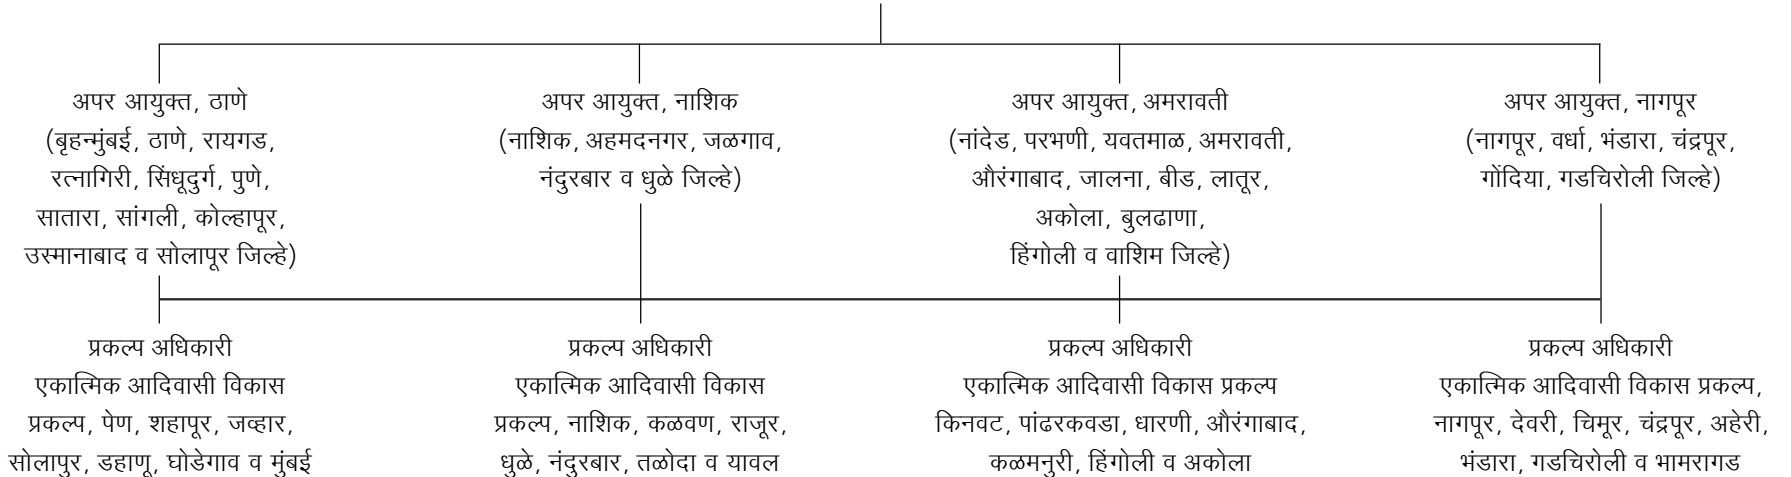 अपर आयुक्त, ठाणे
(बृहन्मुंबई, ठाणे, रायगड,
रत्नागिरी, सिंधूदुर्ग, पुणे,
सातारा, सांगली, कोल्हापूर,
उस्मानाबाद व सोलापूर जिल्हे)
अपर आयुक्त, नाशिक
(नाशिक, अहमदनगर, जळगाव,
नंदुरबार व धुळे जिल्हे)
अपर आयुक्त, अमरावती
(नांदेड, परभणी, यवतमाळ, अमरावती,
औरंगाबाद, जालना, बीड, लातूर,
अकोला, बुलढाणा,
हिंगोली व वाशिम जिल्हे)
अपर आयुक्त, नागपूर
(नागपूर, वर्धा, भंडारा, चंद्रपूर,
गोंदिया, गडचिरोली जिल्हे)
प्रकल्प अधिकारी
एकात्मिक आदिवासी विकास
प्रकल्प, पेण, शहापूर, जव्हार,
सोलापुर, डहाणू, घोडेगाव व मुंबई
प्रकल्प अधिकारी
एकात्मिक आदिवासी विकास
प्रकल्प, नाशिक, कळवण, राजूर,
धुळे, नंदुरबार, तळोदा व यावल
प्रकल्प अधिकारी
एकात्मिक आदिवासी विकास प्रकल्प
किनवट, पांढरकवडा, धारणी, औरंगाबाद,
कळमनुरी, हिंगोली व अकोला
प्रकल्प अधिकारी
एकात्मिक आदिवासी विकास प्रकल्प,
नागपूर, देवरी, चिमूर, चंद्रपूर, अहेरी,
भंडारा, गडचिरोली व भामरागड